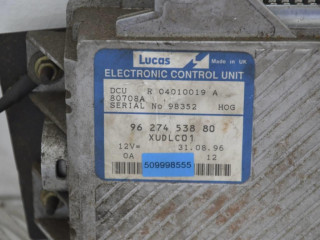 Lucas Made in UK
ELECTRONIC CONTROL UNIT
DCU R 04010019 A
80708A
SERIAL No 9B352 HOG
96 274 538 80
XUDLC01
12V= 31.08.96
0A 12
509998555